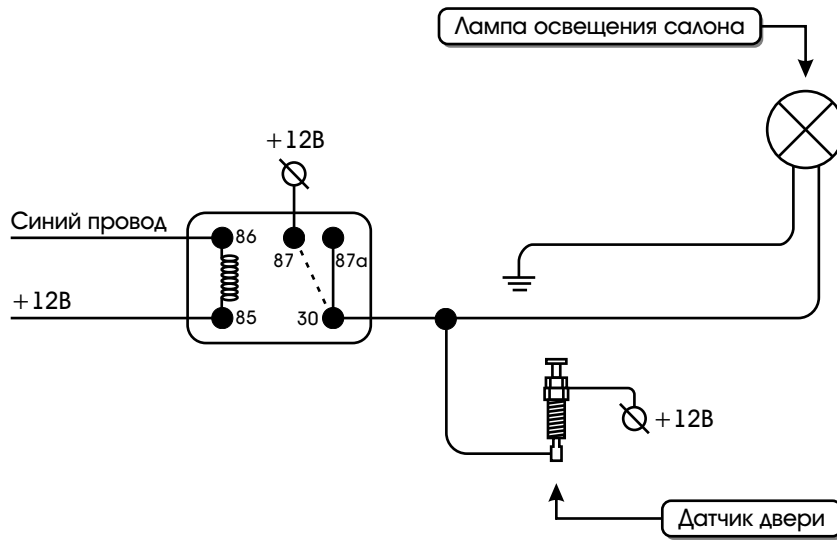 Лампа освещения салона
+12В
Синий провод
86
87
87а
+12В
85
30
+12В
Датчик двери